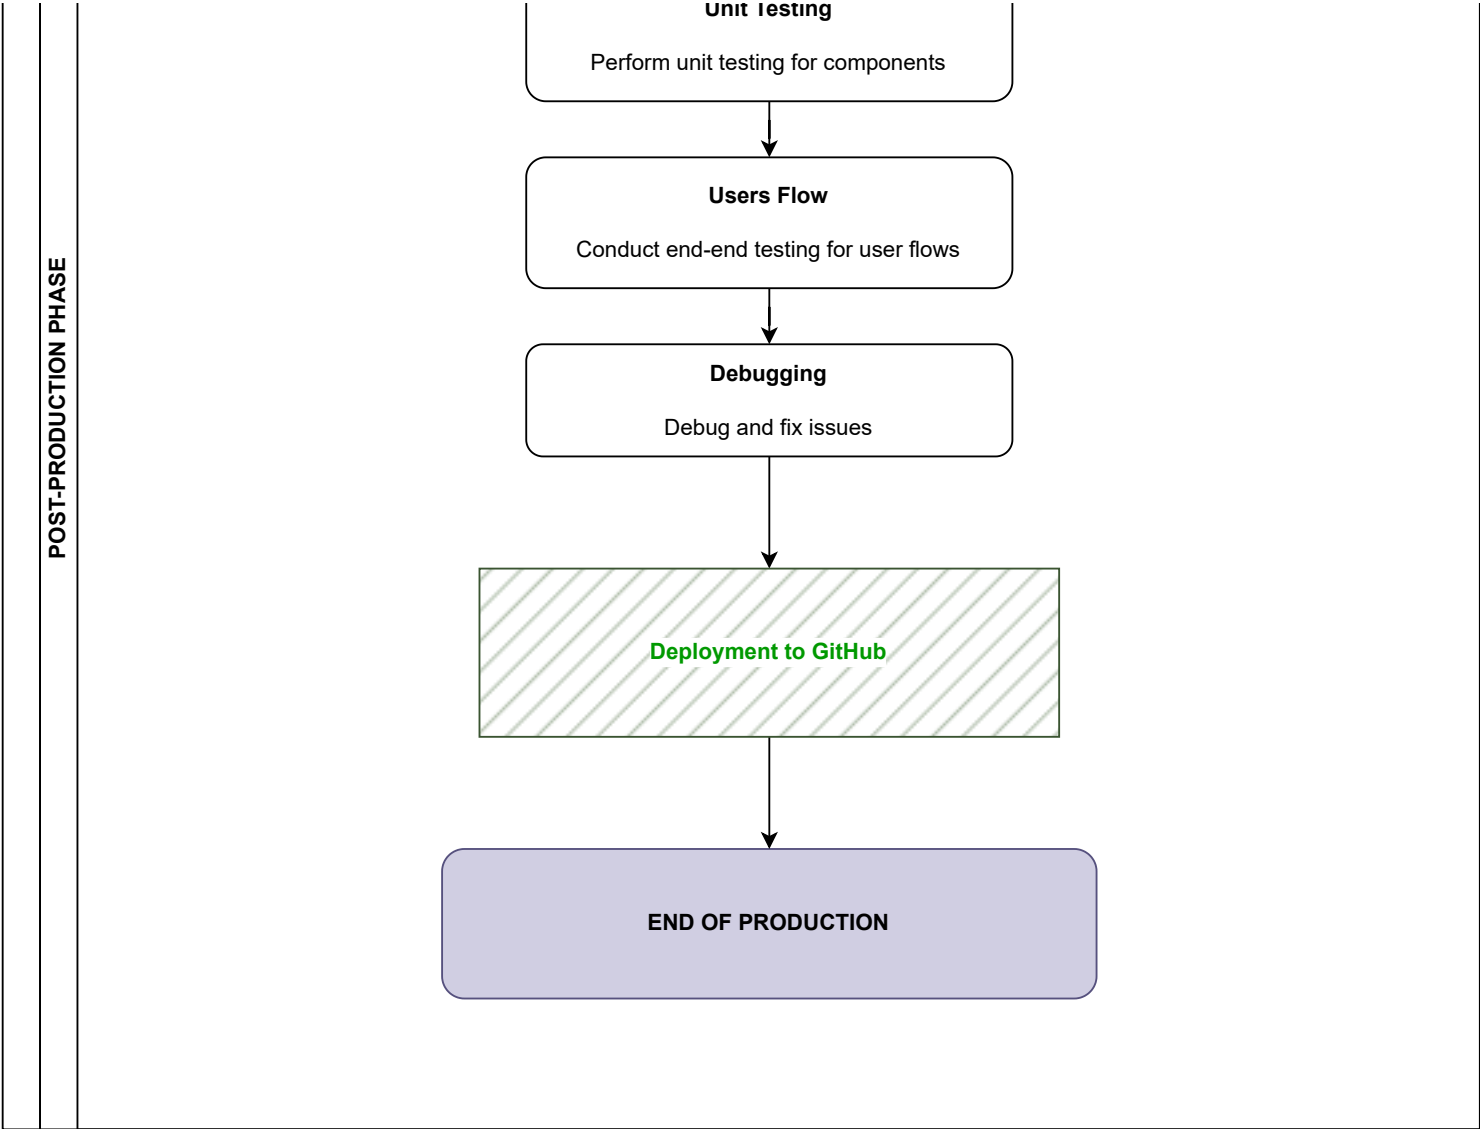 Unit Testing
Perform unit testing for components
Users Flow
Conduct end-end testing for user flows
POST-PRODUCTION PHASE
Debugging
Debug and fix issues
Deployment to GitHub
END OF PRODUCTION